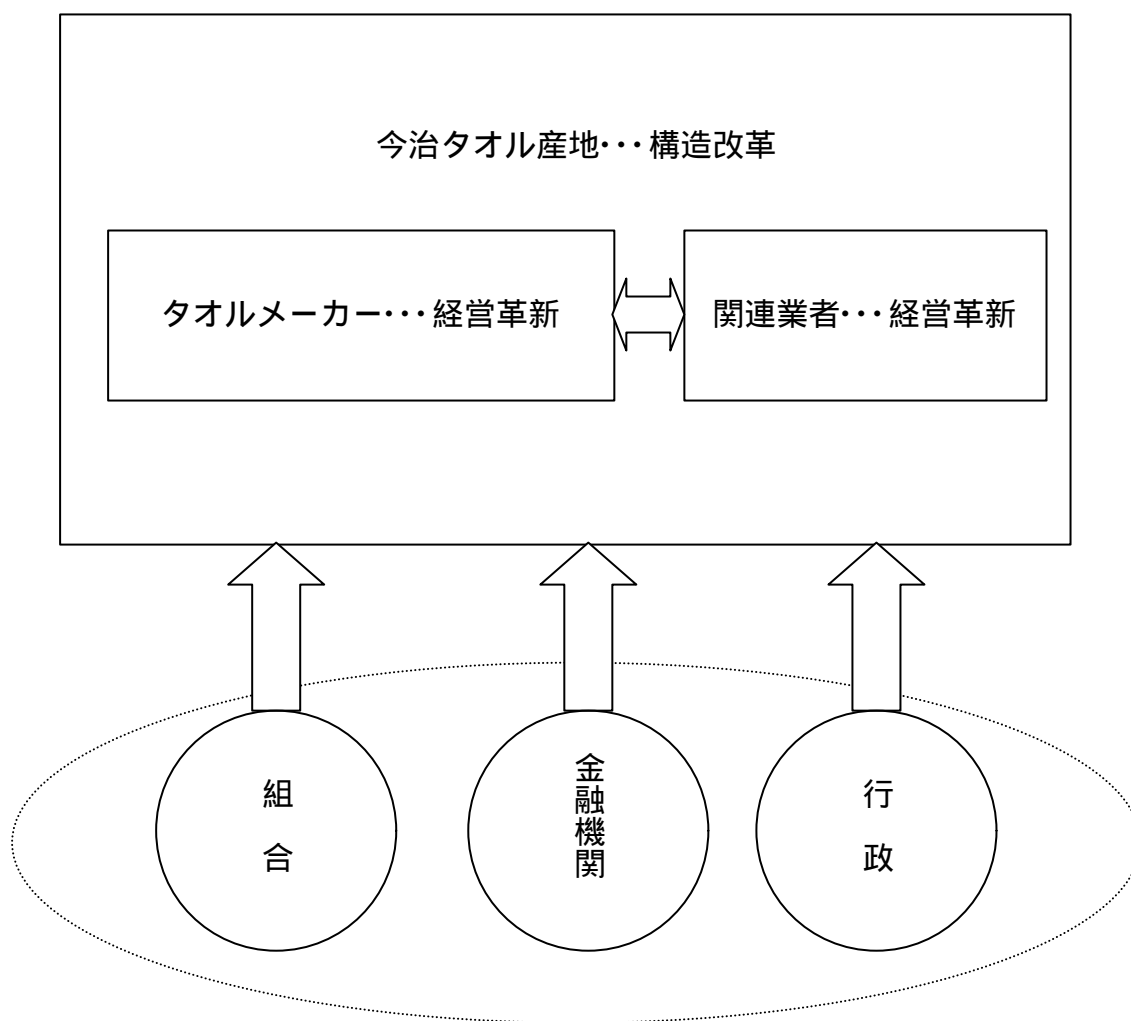 今治タオル産地・・・構造改革
タオルメーカー・・・経営革新
関連業者・・・経営革新
組合
金融機関
行政